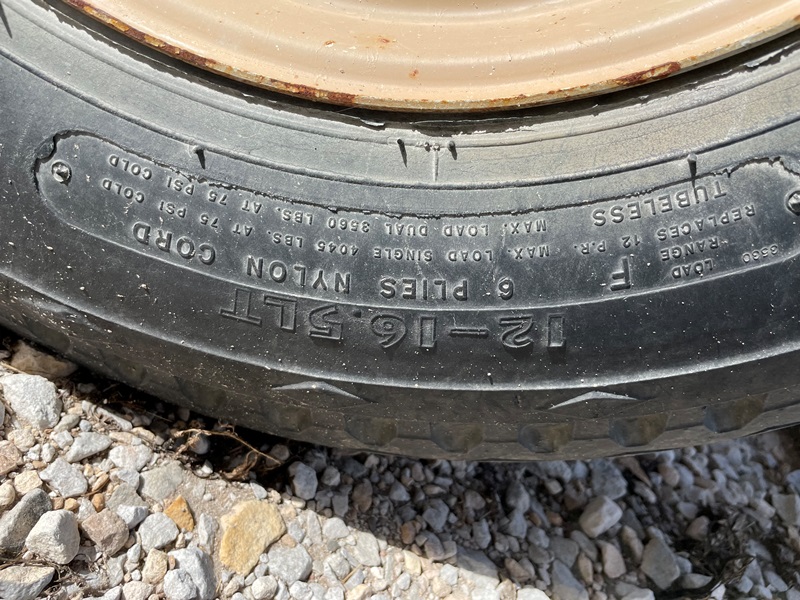 12-16.5LT
6 PLIES NYLON CORD
LOAD RANGE F
REPLACES 12 P.R.
TUBELESS
MAX. LOAD SINGLE 4045 LBS. AT 75 PSI COLD
MAX. LOAD DUAL 3560 LBS. AT 75 PSI COLD
3530